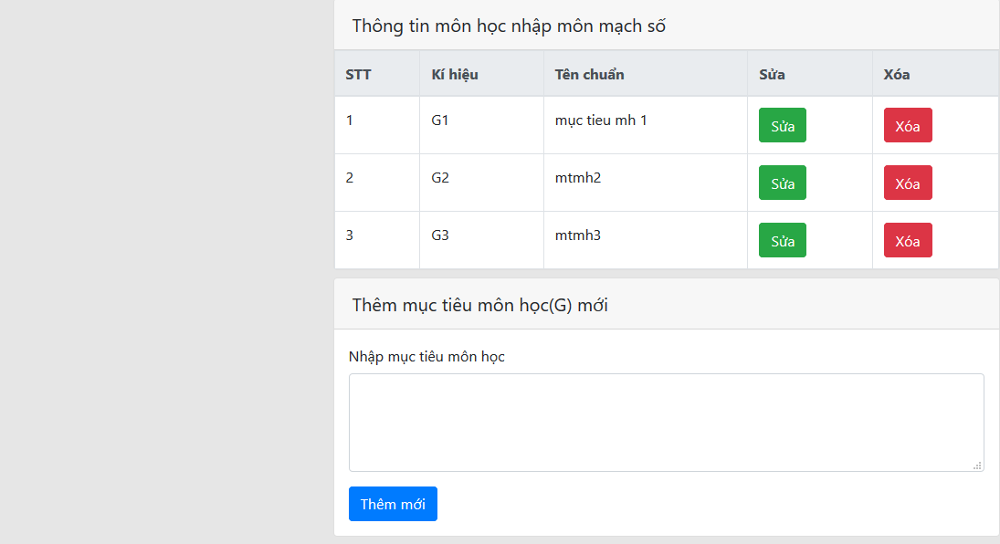 Thông tin môn học nhập môn mạch số
STT Kí hiệu Tên chuẩn Sửa Xóa
1 G1 mục tieu mh 1 Sửa Xóa
2 G2 mtmh2 Sửa Xóa
3 G3 mtmh3 Sửa Xóa
Thêm mục tiêu môn học(G) mới
Nhập mục tiêu môn học
Thêm mới